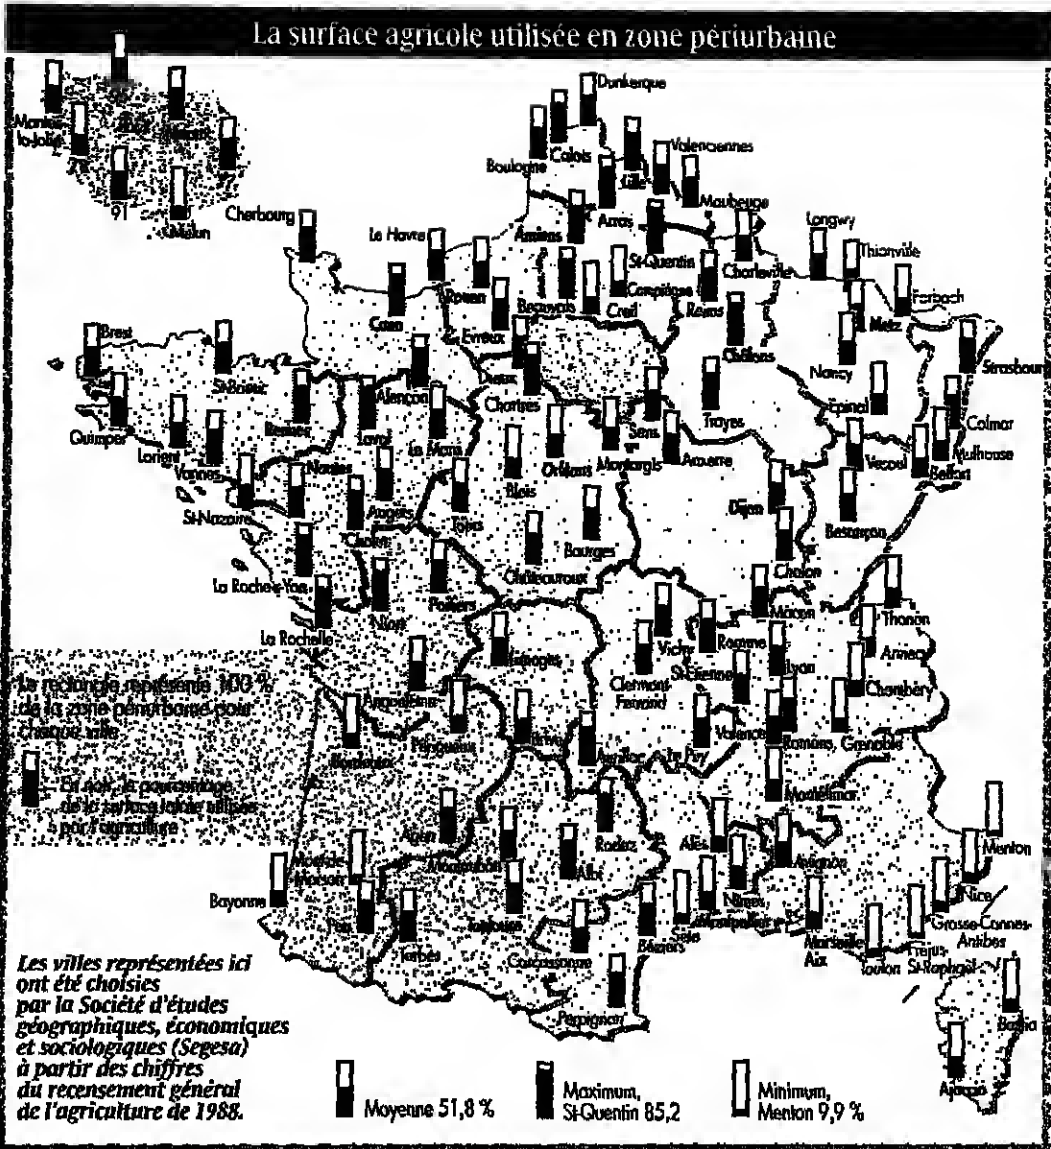 La surface agricole utilisée en zone périurbaine
Dunkerque
Calais
Boulogne
Lille
Valenciennes
Maubeuge
Arras
Amiens
St-Quentin
Charleville
Longwy
Thionville
Forbach
Metz
Mantes-
la-Jolie
91
Melun
Cherbourg
Le Havre
Rouen
Beauvais
Creil
Compiègne
Reims
Châlons
Caen
Evreux
Nancy
Strasbourg
Brest
St-Brieuc
Rennes
Alençon
Laval
Le Mans
Chartres
Sens
Troyes
Epinal
Colmar
Mulhouse
Belfort
Vesoul
Quimper
Lorient
Vannes
Nantes
St-Nazaire
Angers
Cholet
Tours
Blois
Orléans
Montargis
Auxerre
Dijon
Besançon
Bourges
Châteauroux
Chalon
La Roche-s-Yon
Niort
Poitiers
La Rochelle
Limoges
Vichy
Roanne
Mâcon
Thonon
Annecy
Clermont-
Ferrand
St-Etienne
Lyon
Chambéry
Angoulême
Périgueux
Bordeaux
Brive
Aurillac
Le Puy
Valence
Romans, Grenoble
Montélimar
Le rectangle représente 100 %
de la zone périurbaine pour
chaque ville
En noir, le pourcentage
de la surface totale utilisée
par l'agriculture
Agen
Montauban
Rodez
Albi
Alès
Avignon
Menton
Nice
Grasse-Cannes-
Antibes
Fréjus
St-Raphaël
Toulon
Marseille
Aix
Nîmes
Montpellier
Sète
Béziers
Carcassonne
Toulouse
Tarbes
Pau
Mont-de-
Marsan
Bayonne
Perpignan
Bastia
Ajaccio
Les villes représentées ici
ont été choisies
par la Société d'études
géographiques, économiques
et sociologiques (Segesa)
à partir des chiffres
du recensement général
de l'agriculture de 1988.
Moyenne 51,8 %
Maximum,
St-Quentin 85,2
Minimum,
Menton 9,9 %